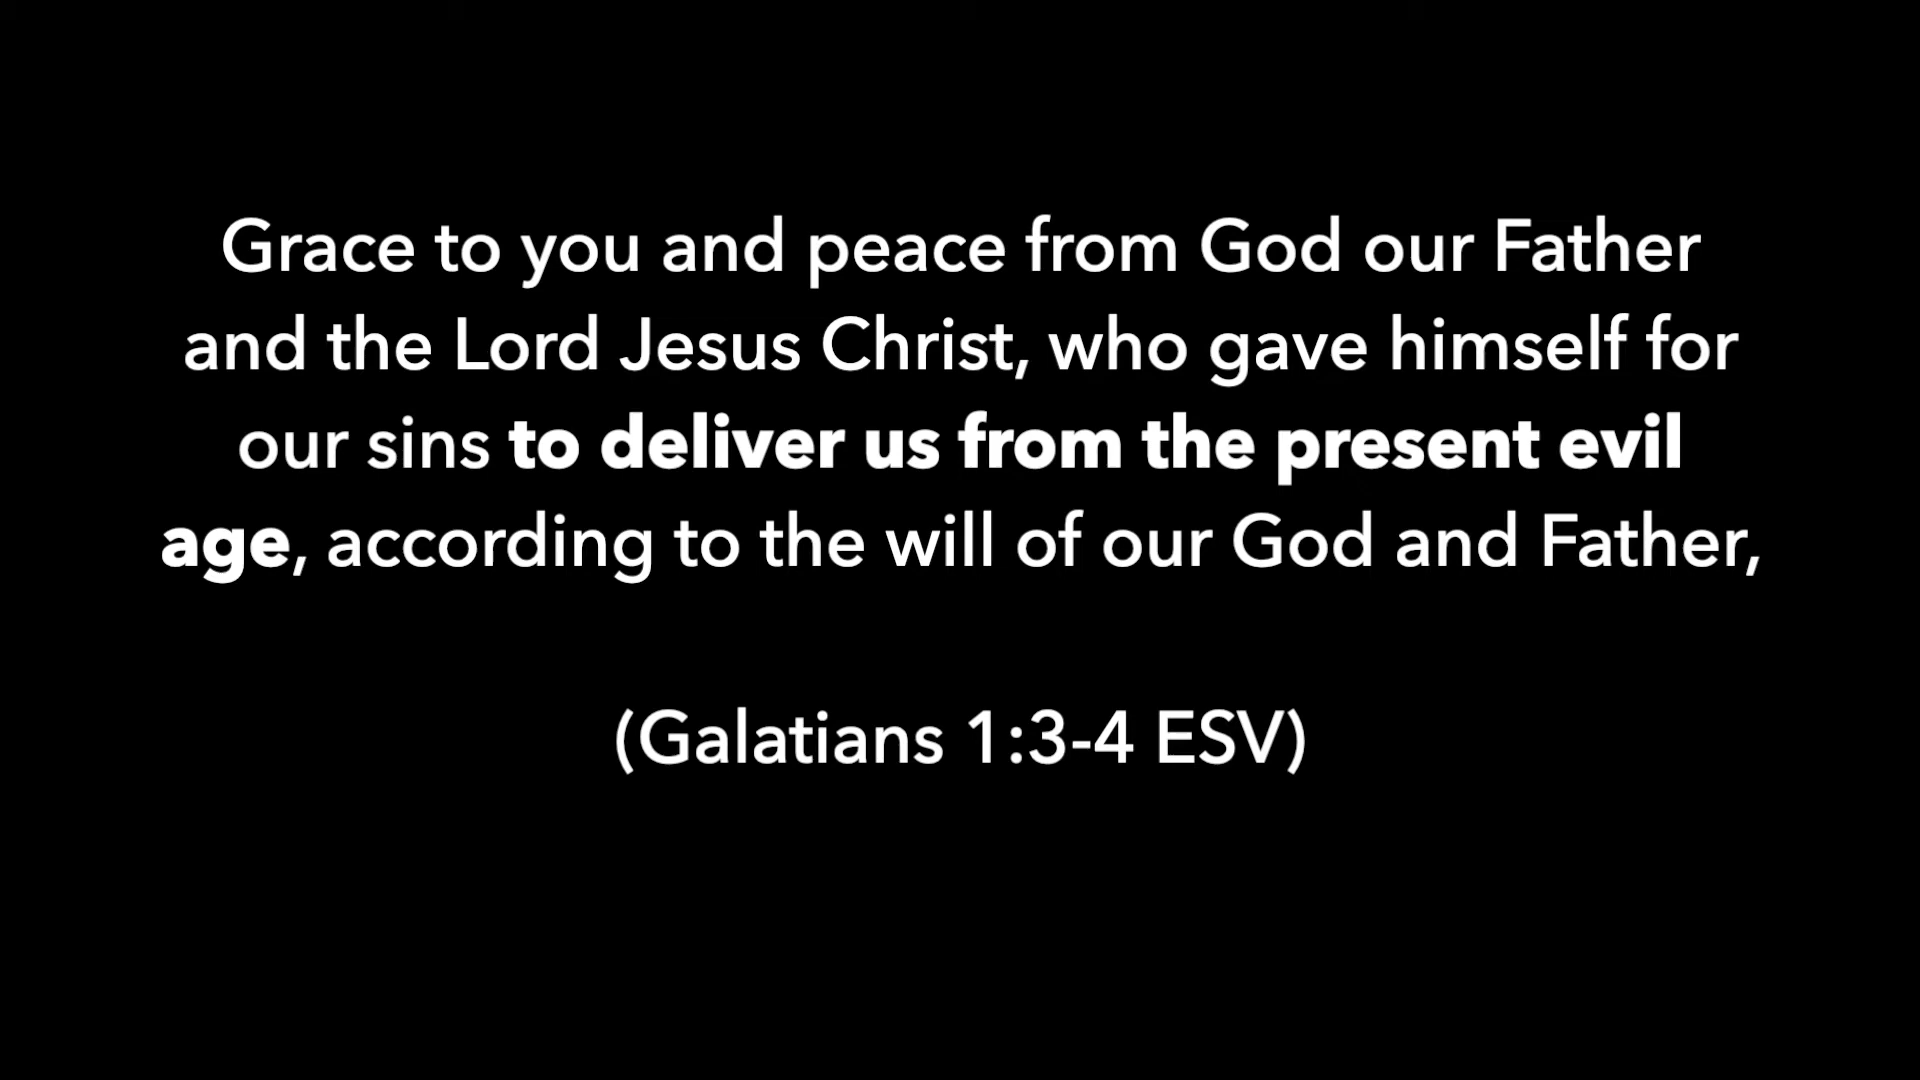 Grace to you and peace from God our Father
and the Lord Jesus Christ, who gave himself for
our sins to deliver us from the present evil
age, according to the will of our God and Father,
(Galatians 1:3-4 ESV)